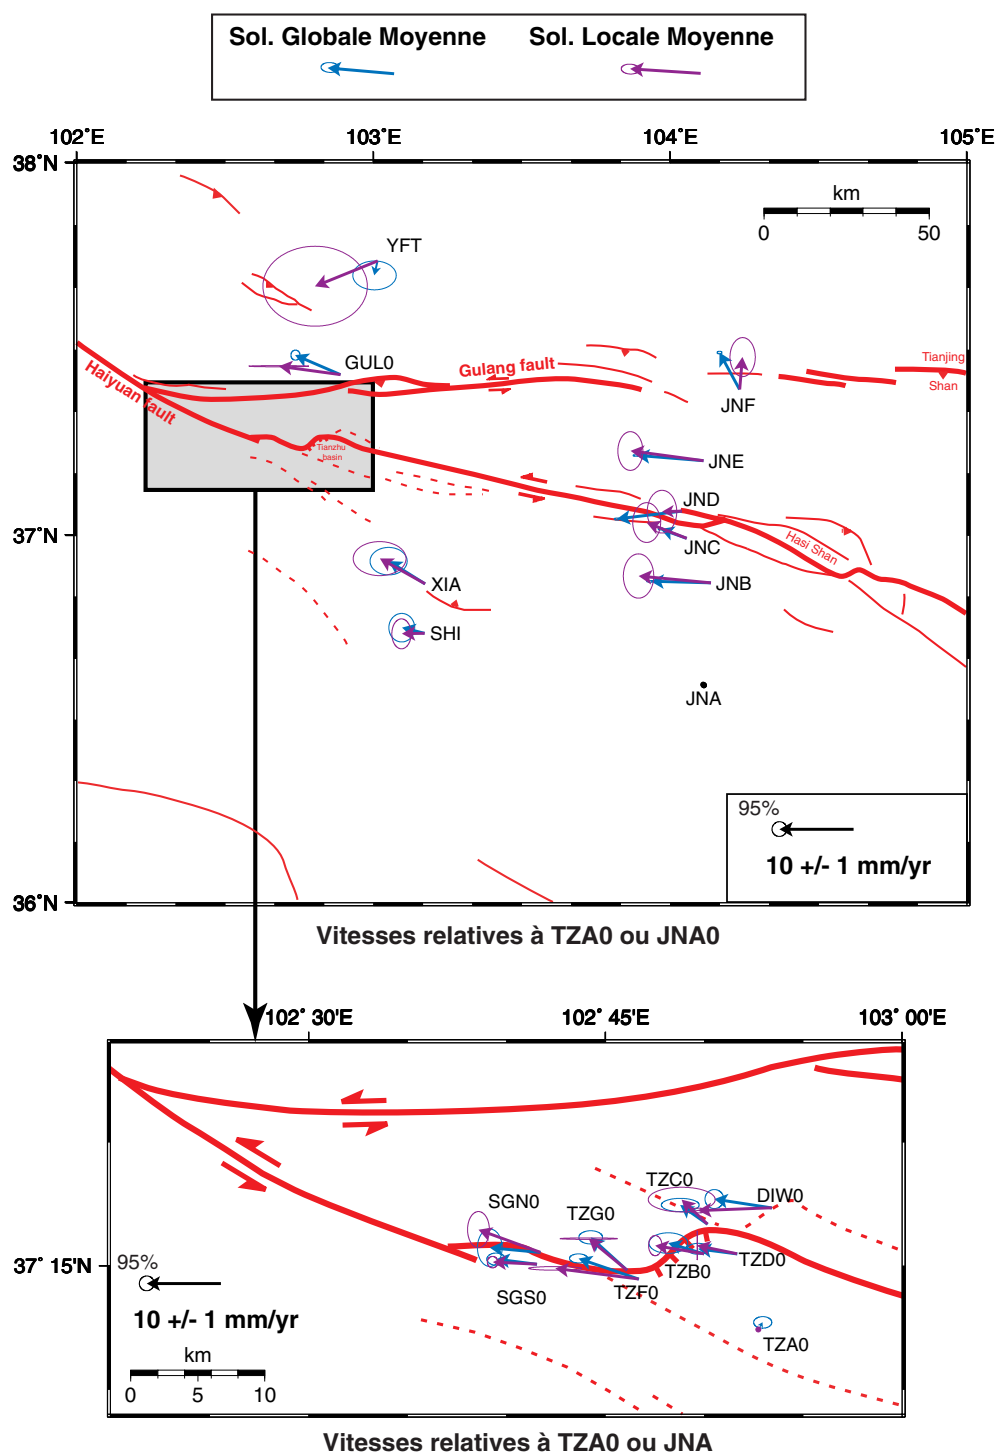 Sol. Globale Moyenne Sol. Locale Moyenne
102˚E 103˚E 104˚E 105˚E
38˚N
km
0 50
YFT
GUL0
Gulang fault
Haiyuan fault
Tianjing
Shan
JNF
Tianzhu
basin
JNE
JND
37˚N
JNC
Hasi Shan
XIA
JNB
SHI
JNA
95%
10 +/- 1 mm/yr
36˚N
Vitesses relatives à TZA0 ou JNA0
102˚ 30'E 102˚ 45'E 103˚ 00'E
TZC0
DIW0
SGN0
TZG0
37˚ 15'N
TZD0
TZB0
95%
TZF0
SGS0
10 +/- 1 mm/yr
TZA0
km
0 5 10
Vitesses relatives à TZA0 ou JNA